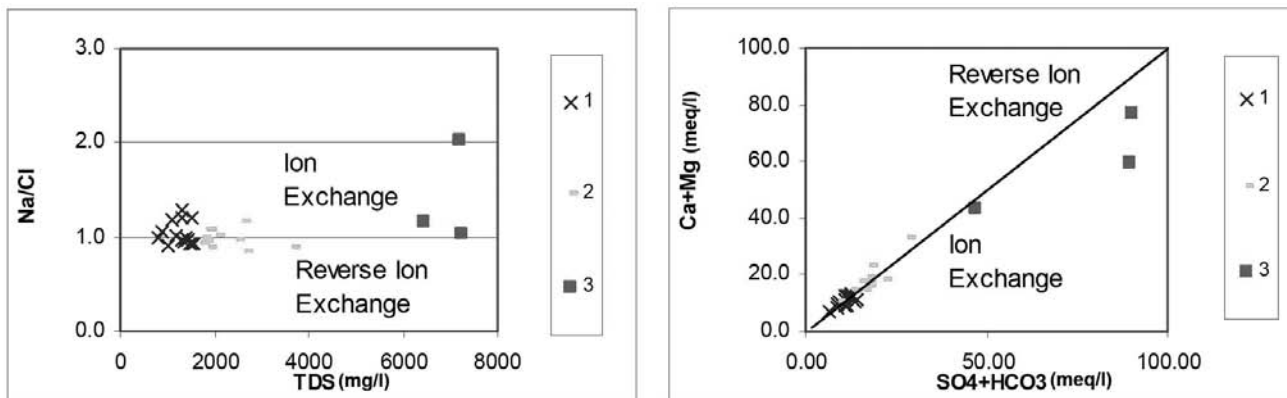 3.0
2.0
1.0
0.0
Na/Cl
Ion
Exchange
Reverse Ion
Exchange
0 2000 4000 6000 8000
TDS (mg/l)
1
2
3
100.0
80.0
60.0
40.0
20.0
0.0
Ca+Mg (meq/l)
Reverse Ion
Exchange
Ion
Exchange
0.00 50.00 100.00
SO4+HCO3 (meq/l)
1
2
3